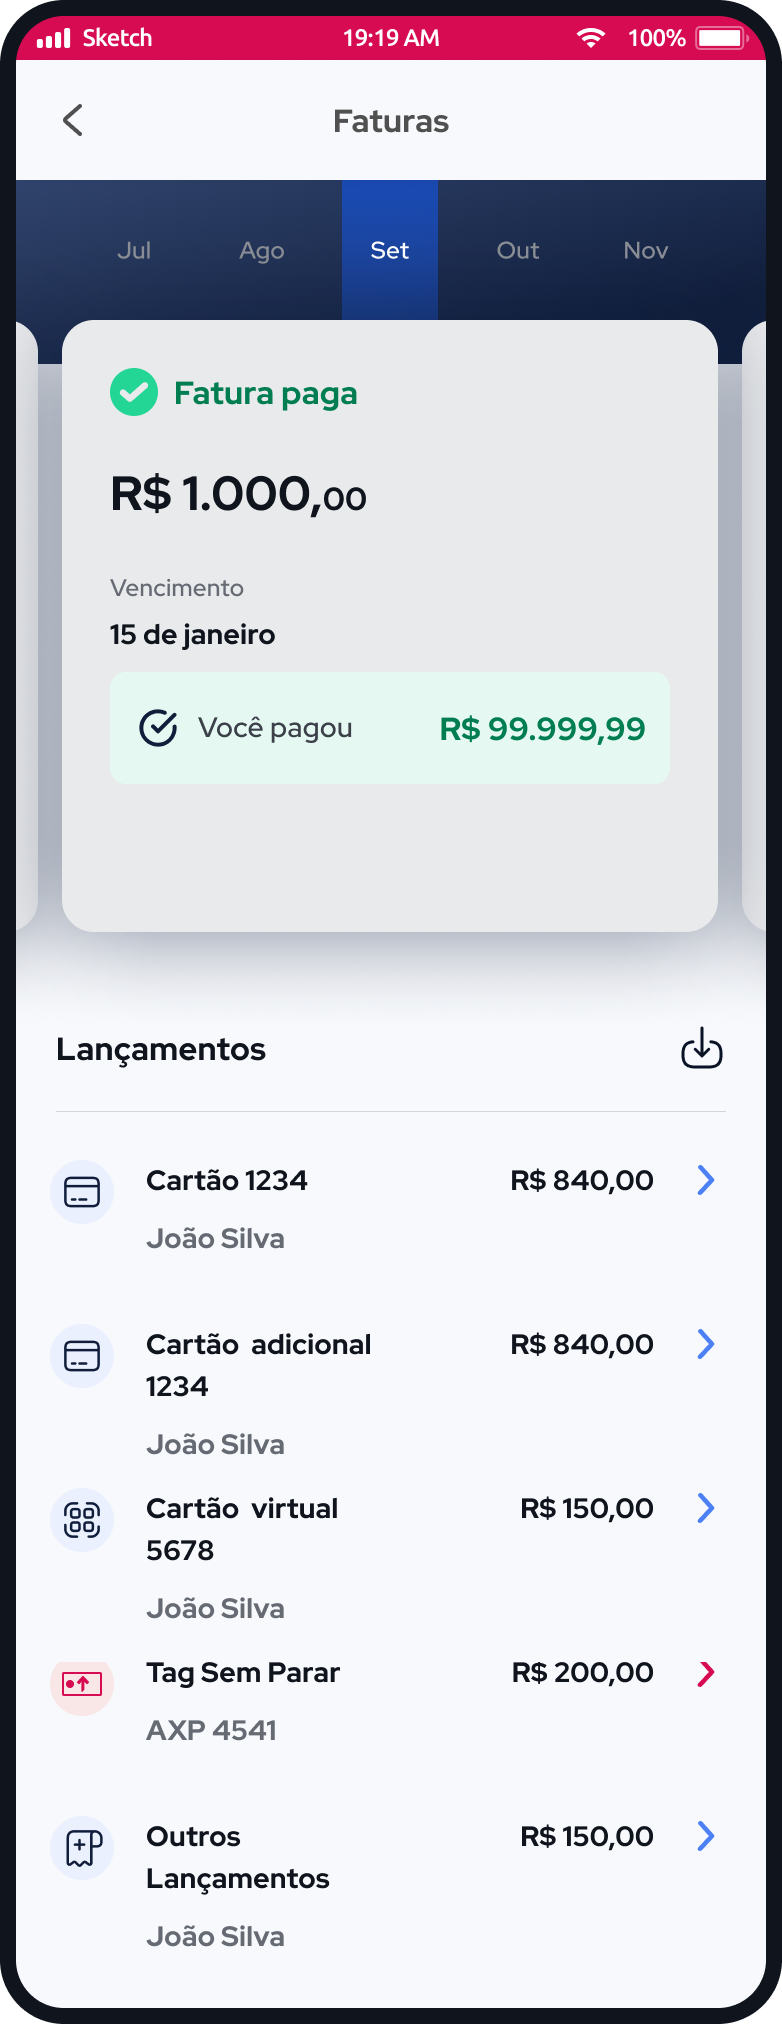 Sketch 19:19 AM 100%
Faturas
Jul Ago Set Out Nov
Fatura paga
R$ 1.000,00
Vencimento
15 de janeiro
Você pagou R$ 99.999,99
Lançamentos
Cartão 1234 R$ 840,00
João Silva
Cartão adicional R$ 840,00
1234
João Silva
Cartão virtual R$ 150,00
5678
João Silva
Tag Sem Parar R$ 200,00
AXP 4541
Outros R$ 150,00
Lançamentos
João Silva